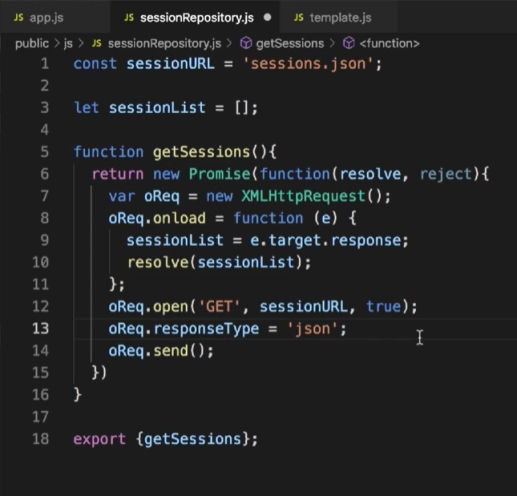 JS app.js JS sessionRepository.js ● JS template.js
public > js > JS sessionRepository.js > getSessions > <function>
1 const sessionURL = 'sessions.json';
2
3 let sessionList = [];
4
5 function getSessions(){
6 return new Promise(function(resolve, reject){
7 var oReq = new XMLHttpRequest();
8 oReq.onload = function (e) {
9 sessionList = e.target.response;
10 resolve(sessionList);
11 };
12 oReq.open('GET', sessionURL, true);
13 oReq.responseType = 'json';
14 oReq.send();
15 })
16 }
17
18 export {getSessions};